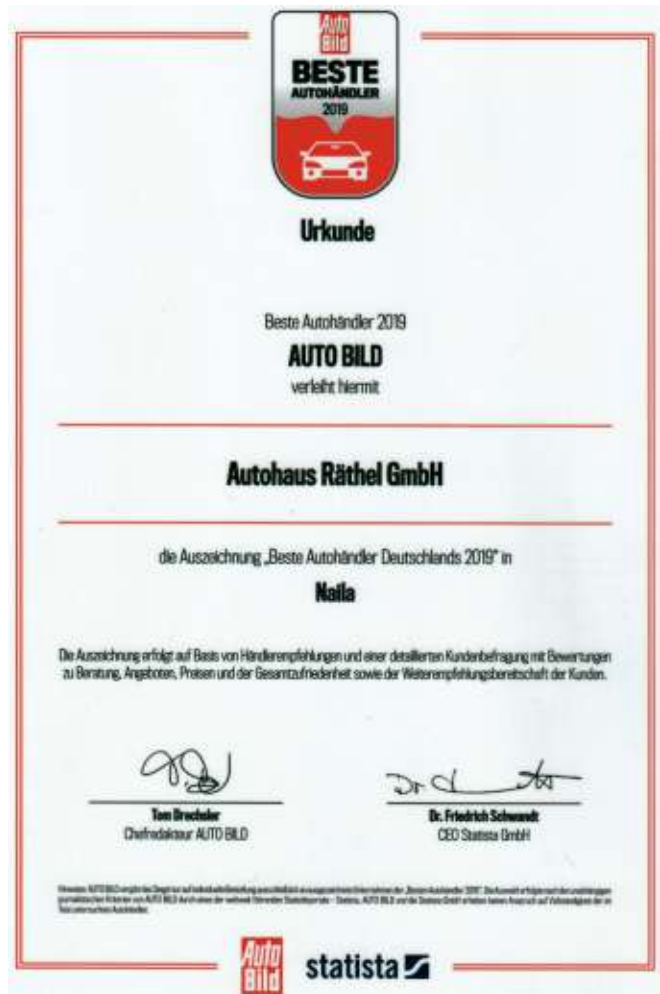 Auto
Bild
BESTE
AUTOHÄNDLER
2019
Urkunde
Beste Autohändler 2019
AUTO BILD
verleiht hiermit
Autohaus Räthel GmbH
die Auszeichnung „Beste Autohändler Deutschlands 2019" in
Naila
Die Auszeichnung erfolgt auf Basis von Händlerempfehlungen und einer detaillierten Kundenbefragung mit Bewertungen
zu Beratung, Angeboten, Preisen und der Gesamtzufriedenheit sowie der Weiterempfehlungsbereitschaft der Kunden.
Tom Drechsler
Chefredakteur AUTO BILD
Dr. Friedrich Schwandt
CEO Statista GmbH
Auto
Bild
statista